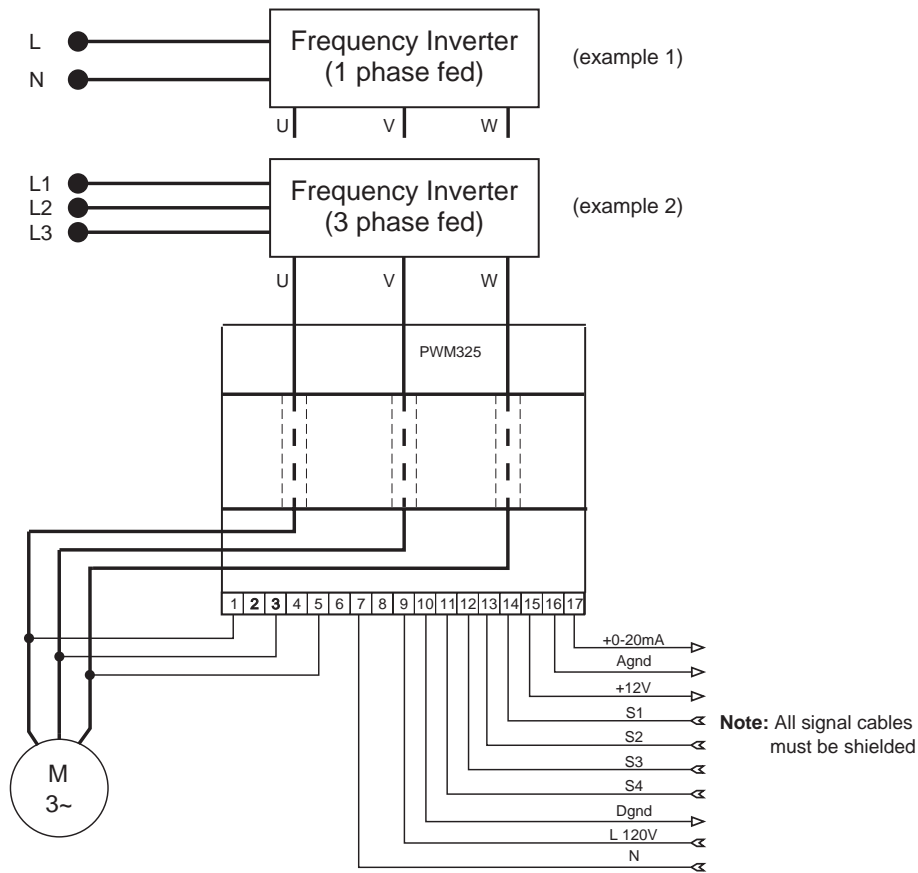 L
Frequency Inverter
(1 phase fed)
(example 1)
N
U V W
L1
L2
L3
Frequency Inverter
(3 phase fed)
(example 2)
U V W
PWM325
1 2 3 4 5 6 7 8 9 10 11 12 13 14 15 16 17
+0-20mA
Agnd
+12V
S1
S2
S3
S4
Dgnd
L 120V
N
Note: All signal cables
must be shielded
M
3~